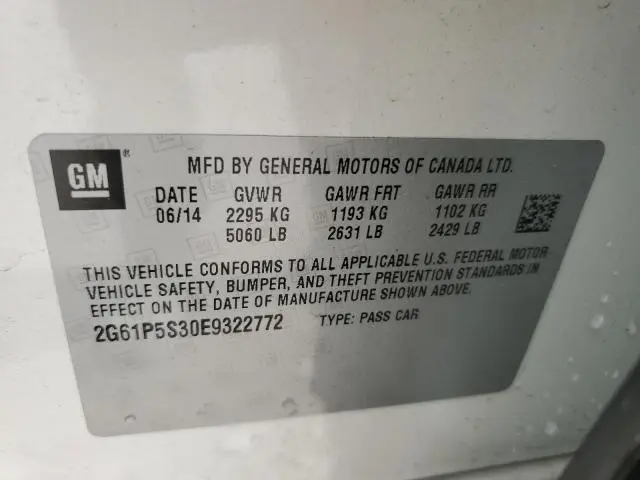 GM ®
MFD BY GENERAL MOTORS OF CANADA LTD.
DATE GVWR GAWR FRT GAWR RR
06/14 2295 KG 1193 KG 1102 KG
5060 LB 2631 LB 2429 LB
THIS VEHICLE CONFORMS TO ALL APPLICABLE U.S. FEDERAL MOTOR
VEHICLE SAFETY, BUMPER, AND THEFT PREVENTION STANDARDS IN
EFFECT ON THE DATE OF MANUFACTURE SHOWN ABOVE.
2G61P5S30E9322772 TYPE: PASS CAR